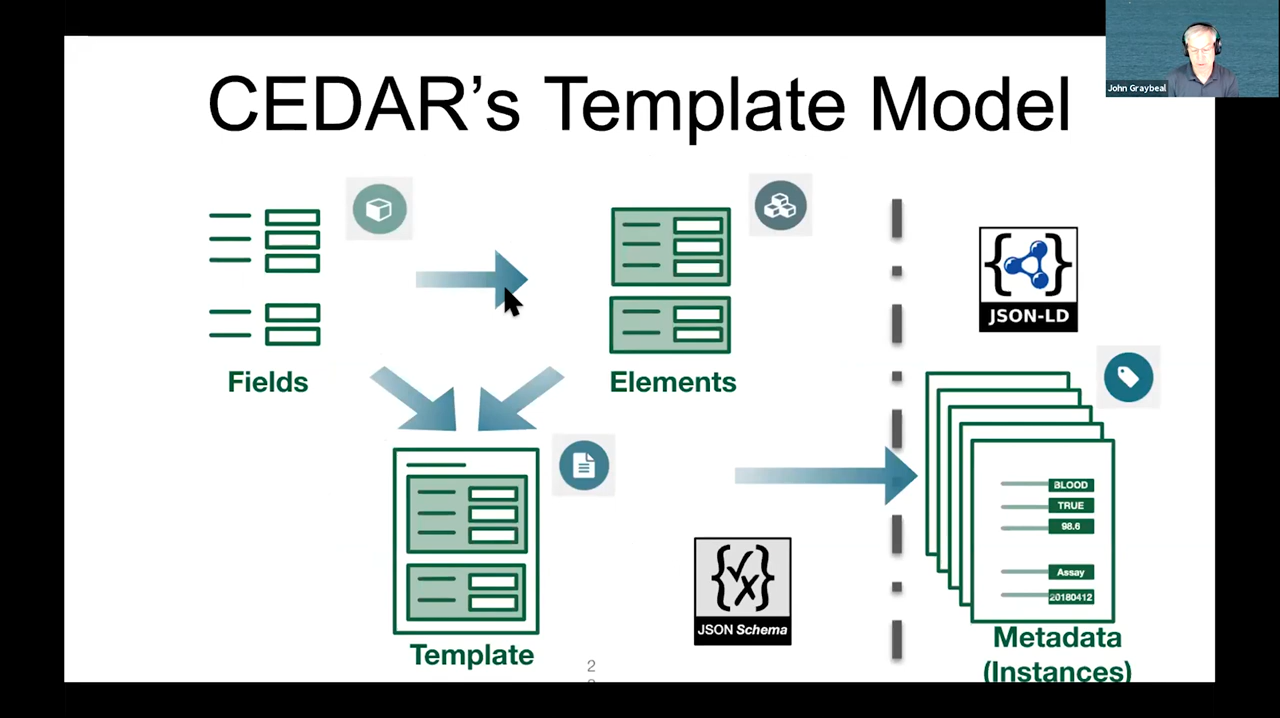 CEDAR's Template Model
John Graybeal
Fields
Elements
JSON-LD
BLOOD
TRUE
98.6
Assay
20180412
JSON Schema
Template
Metadata
(Instances)
2